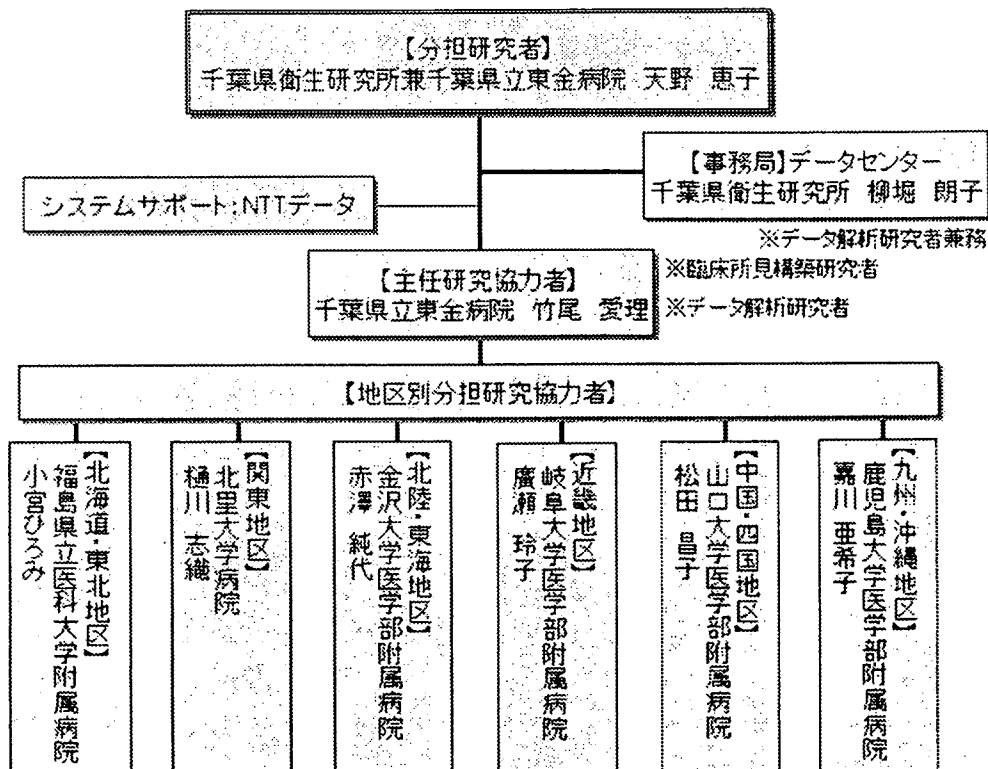 【分担研究者】
千葉県衛生研究所兼千葉県立東金病院 天野 恵子
【事務局】データセンター
千葉県衛生研究所 柳堀 朗子
※データ解析研究者兼務
システムサポート:NTTデータ
【主任研究協力者】
千葉県立東金病院 竹尾 愛理
※臨床所見構築研究者
※データ解析研究者
【地区別分担研究協力者】
【北海道・東北地区】
福島県立医科大学附属病院
小宮ひろみ
【関東地区】
北里大学病院
樋川 志織
【北陸・東海地区】
金沢大学医学部附属病院
赤澤 純代
【近畿地区】
岐阜大学医学部附属病院
廣瀬 玲子
【中国・四国地区】
山口大学医学部附属病院
松田 昌子
【九州・沖縄地区】
鹿児島大学医学部附属病院
嘉川 亜希子